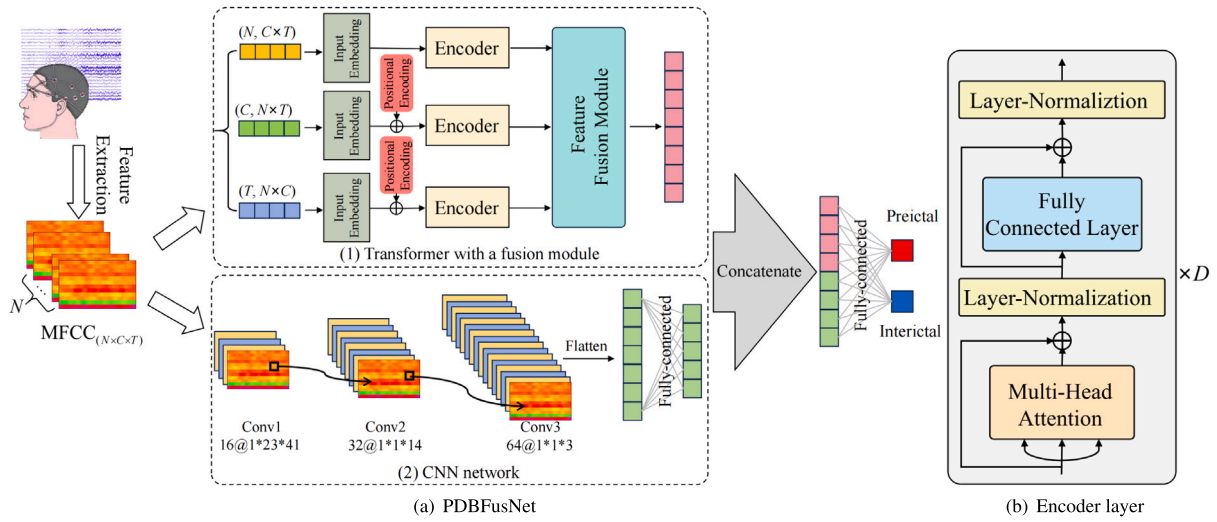 Feature
Extraction
N
MFCC(N×C×T)
(N, C×T)
(C, N×T)
(T, N×C)
Input
Embedding
Input
Embedding
Input
Embedding
Positional
Encoding
Positional
Encoding
Encoder
Encoder
Encoder
Feature
Fusion Module
(1) Transformer with a fusion module
Conv1
16@1*23*41
Conv2
32@1*1*14
Conv3
64@1*1*3
Flatten
Fully-connected
(2) CNN network
Concatenate
Fully-connected
Preictal
Interictal
(a) PDBFusNet
Layer-Normaliztion
Fully
Connected Layer
Layer-Normalization
Multi-Head
Attention
×D
(b) Encoder layer